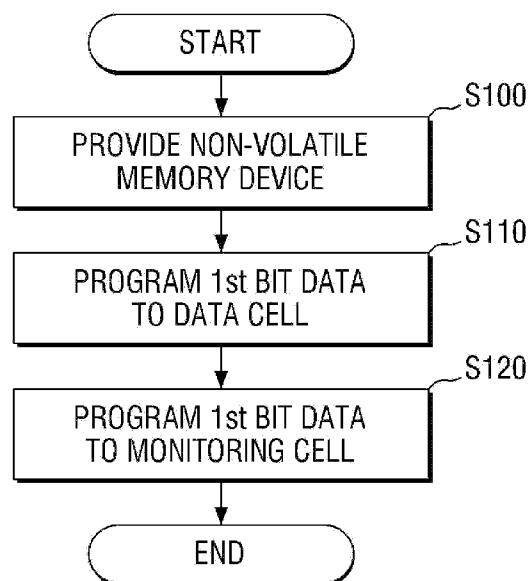 START
S100
PROVIDE NON-VOLATILE
MEMORY DEVICE
S110
PROGRAM 1st BIT DATA
TO DATA CELL
S120
PROGRAM 1st BIT DATA
TO MONITORING CELL
END